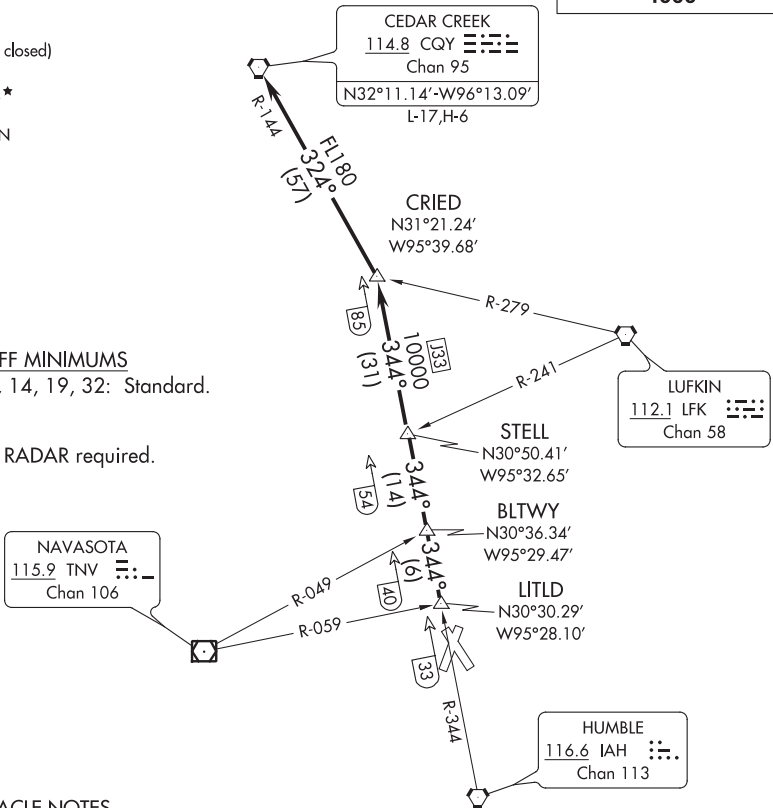 1000
closed)
*
N
CEDAR CREEK
114.8 CQY
Chan 95
N32°11.14'-W96°13.09'
L-17,H-6
R-144
FL180
324°
(57)
CRIED
N31°21.24'
W95°39.68'
85
R-279
J33
10000
344°
(31)
R-241
LUFKIN
112.1 LFK
Chan 58
FF MINIMUMS
14, 19, 32: Standard.
RADAR required.
STELL
N30°50.41'
W95°32.65'
54
344°
(14)
BLTWY
N30°36.34'
W95°29.47'
NAVASOTA
115.9 TNV
Chan 106
R-049
40
344°
(6)
LITLD
N30°30.29'
W95°28.10'
R-059
33
R-344
HUMBLE
116.6 IAH
Chan 113
ACLE NOTES